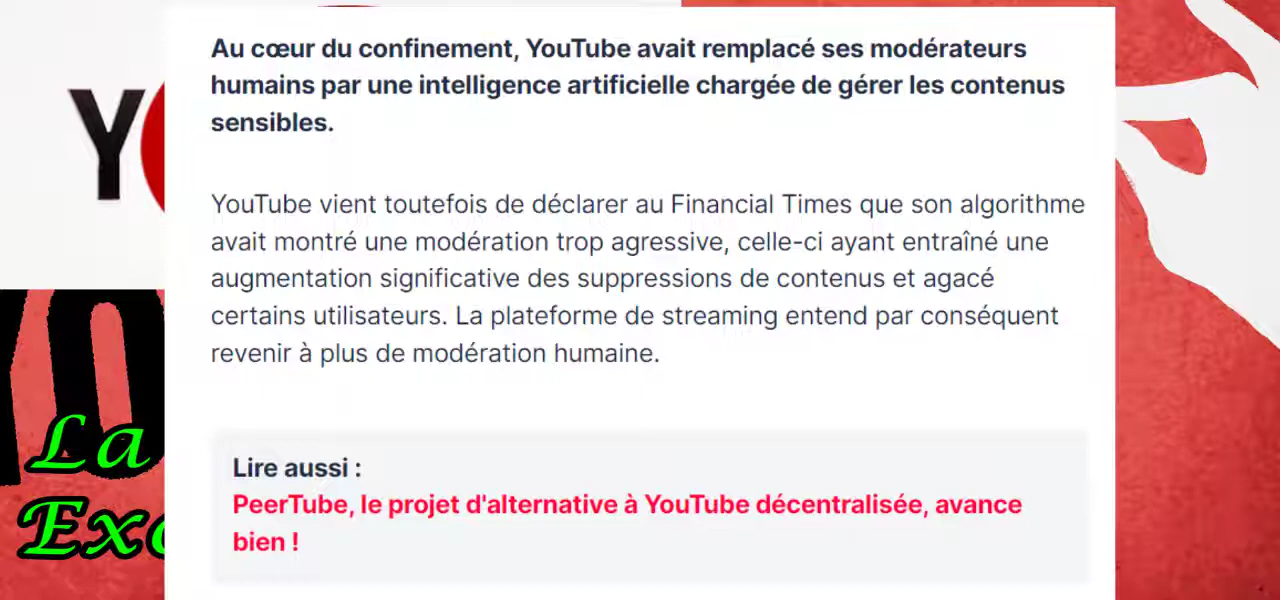 Au cœur du confinement, YouTube avait remplacé ses modérateurs
humains par une intelligence artificielle chargée de gérer les contenus
sensibles.
YouTube vient toutefois de déclarer au Financial Times que son algorithme
avait montré une modération trop agressive, celle-ci ayant entraîné une
augmentation significative des suppressions de contenus et agacé
certains utilisateurs. La plateforme de streaming entend par conséquent
revenir à plus de modération humaine.
Lire aussi :
PeerTube, le projet d'alternative à YouTube décentralisée, avance
bien !
Y
La